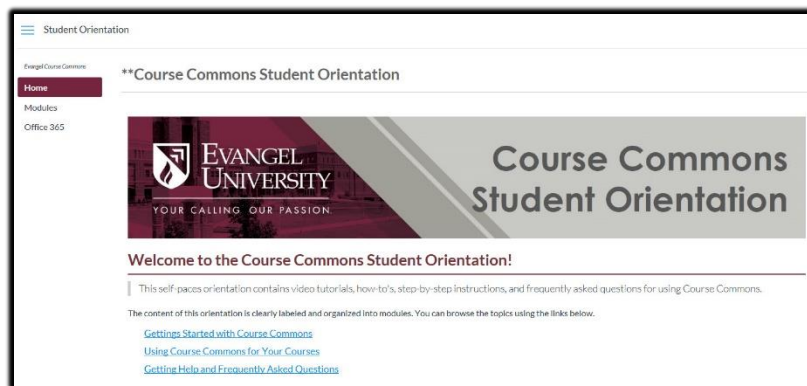 Student Orientation
Evangel Course Commons
Home
Modules
Office 365
**Course Commons Student Orientation
EVANGEL
UNIVERSITY
YOUR CALLING OUR PASSION.
Course Commons
Student Orientation
Welcome to the Course Commons Student Orientation!
This self-paces orientation contains video tutorials, how-to's, step-by-step instructions, and frequently asked questions for using Course Commons.
The content of this orientation is clearly labeled and organized into modules. You can browse the topics using the links below.
Gettings Started with Course Commons
Using Course Commons for Your Courses
Getting Help and Frequently Asked Questions